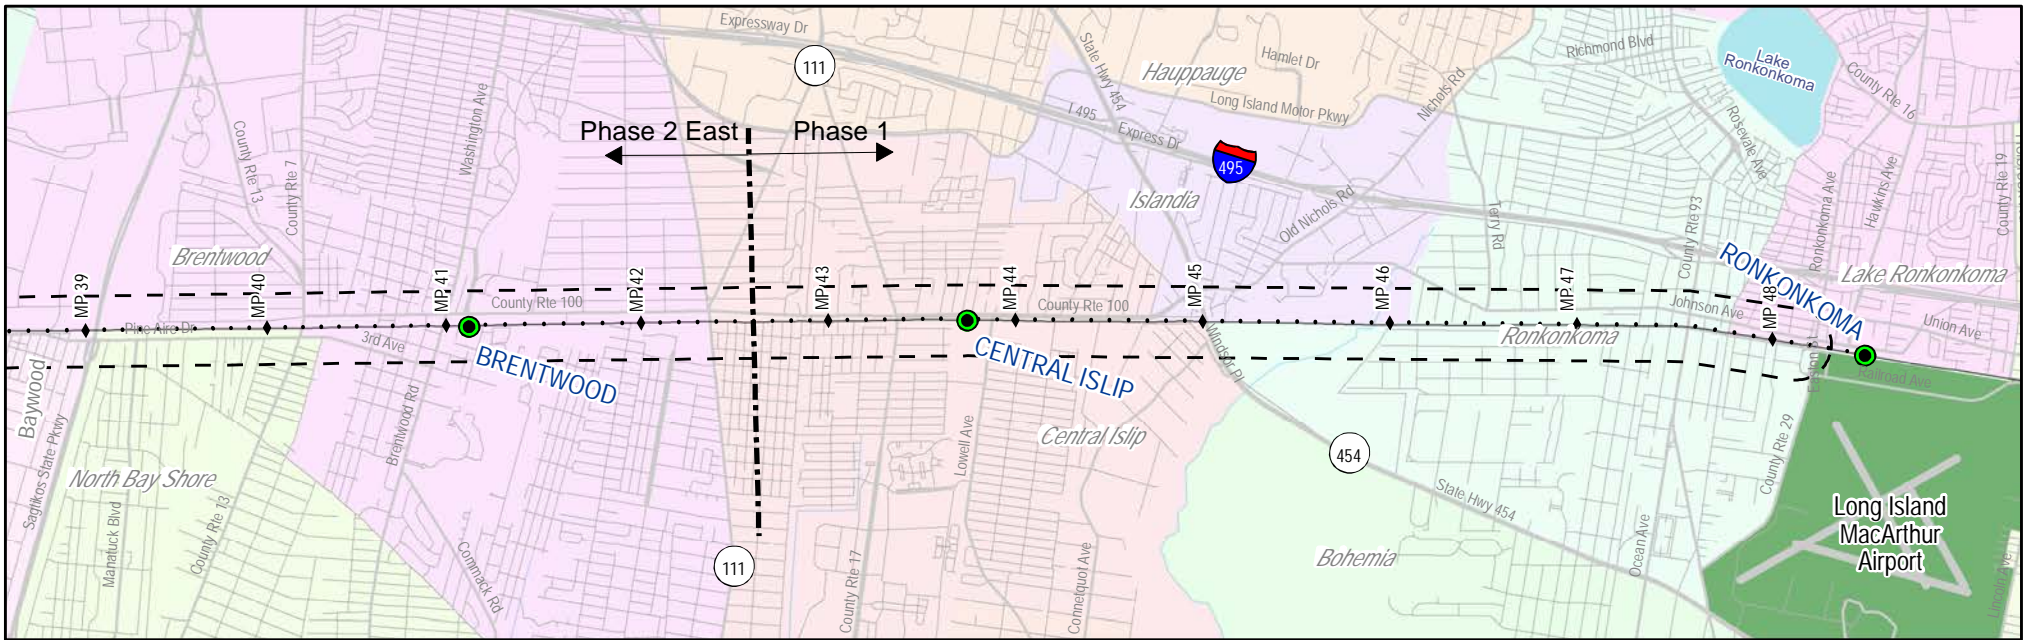 Expressway Dr
111
State Hwy 454
Hauppauge
Hamlet Dr
Richmond Blvd
Lake
Ronkonkoma
County Rte 16
Long Island Motor Pkwy
Nichols Rd
I 495
Express Dr
495
Rosevale Ave
Washington Ave
County Rte 13
County Rte 7
Phase 2 East
Phase 1
Islandia
Old Nichols Rd
Terry Rd
County Rte 93
Ronkonkoma Ave
Hawkins Ave
County Rte 19
Brentwood
RONKONKOMA
Lake Ronkonkoma
MP 39
MP 40
MP 41
MP 42
MP 43
MP 44
MP 45
MP 46
MP 47
MP 48
County Rte 100
County Rte 100
Johnson Ave
Union Ave
Pine Aire Dr
3rd Ave
BRENTWOOD
CENTRAL ISLIP
Windsor Pl
Ronkonkoma
Easton St
Railroad Ave
Baywood
Sagtikos State Pkwy
Brentwood Rd
Lowell Ave
Central Islip
454
County Rte 29
North Bay Shore
Manatuck Blvd
County Rte 13
Commack Rd
111
County Rte 17
Connetquot Ave
State Hwy 454
Bohemia
Ocean Ave
Long Island
MacArthur
Airport
Lincoln Ave